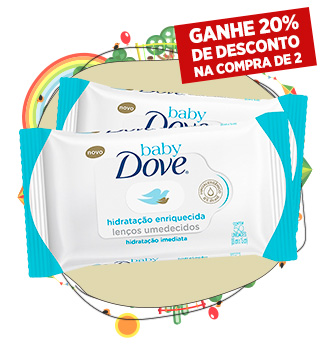 GANHE 20%
DE DESCONTO
NA COMPRA DE 2
novo
baby
novo
baby
Dove
hidratação enriquecida
lenços umedecidos
hidratação imediata